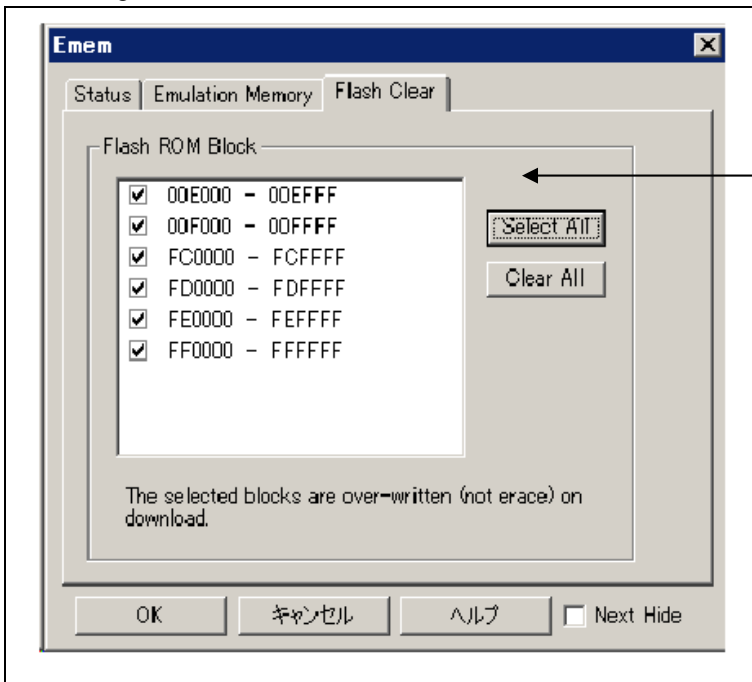 Emem
Status
Emulation Memory
Flash Clear
Flash ROM Block
00E000 - 00EFFF
00F000 - 00FFFF
FC0000 - FCFFFF
FD0000 - FDFFFF
FE0000 - FEFFFF
FF0000 - FFFFFF
Select All
Clear All
The selected blocks are over-written (not erace) on
download.
OK
キャンセル
ヘルプ
Next Hide